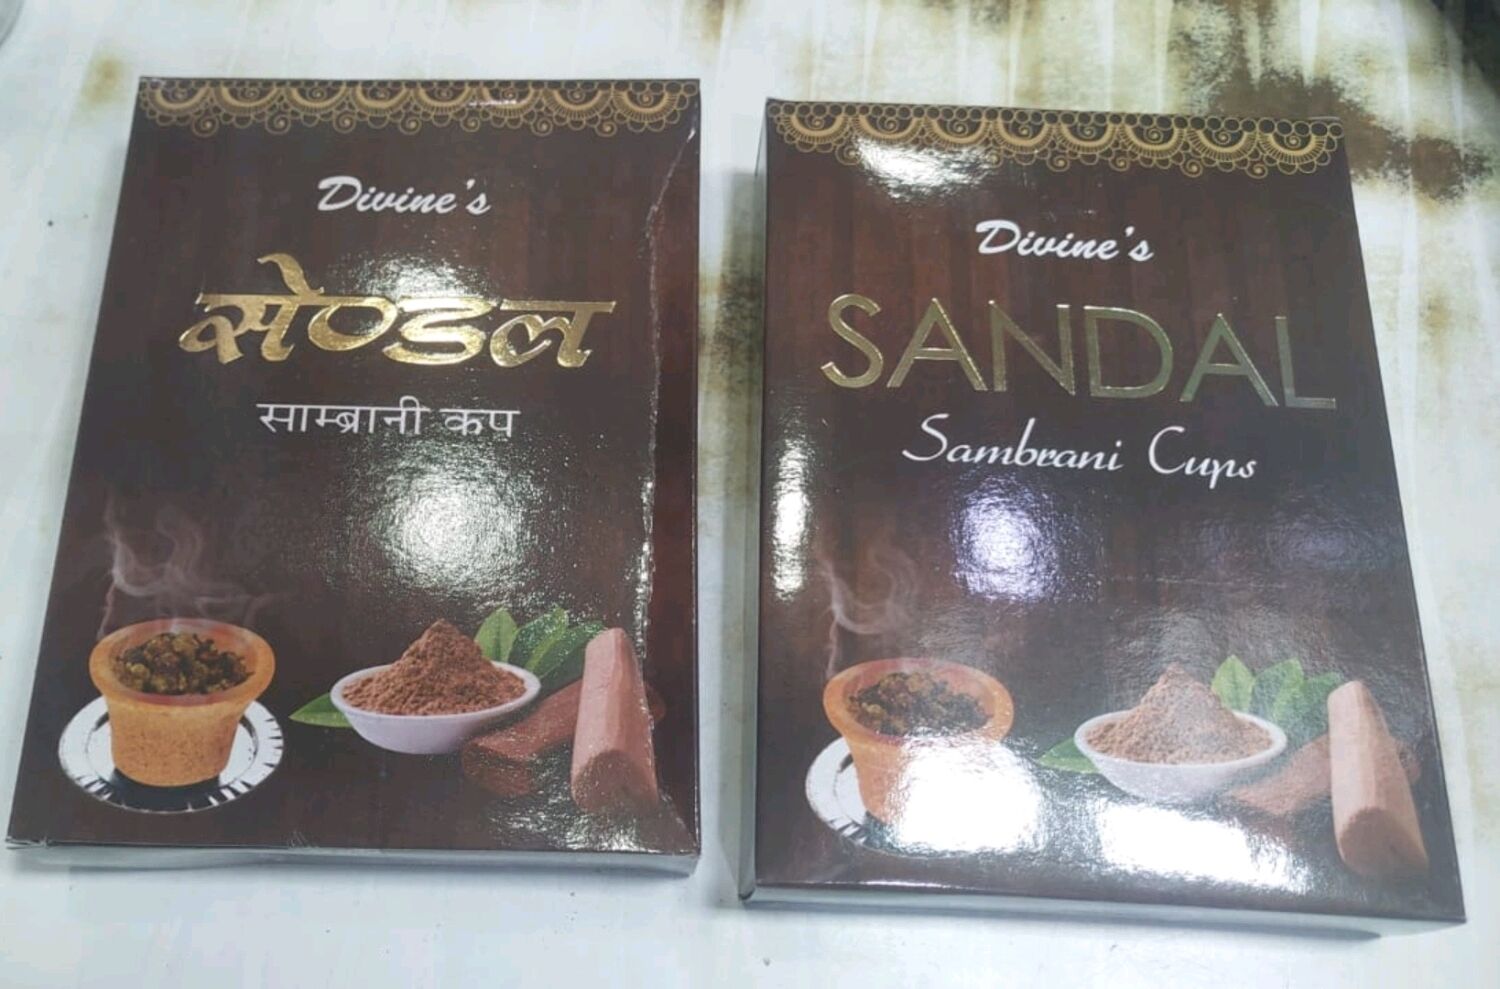 Divine's
सेण्डल
साम्ब्रानी कप
Divine's
SANDAL
Sambrani Cups